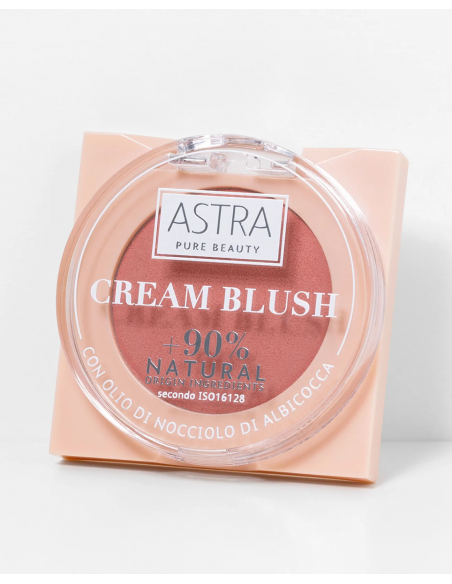 ASTRA
PURE BEAUTY
CREAM BLUSH
+90%
NATURAL
ORIGIN INGREDIENTS
secondo ISO16128
CON OLIO DI NOCCIOLO DI ALBICOCCA